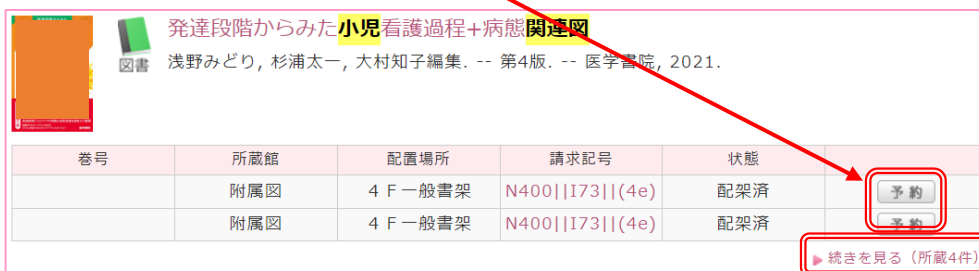 発達段階からみた小児看護過程+病態関連図
図書
浅野みどり, 杉浦太一, 大村知子編集. -- 第4版. -- 医学書院, 2021.
巻号 所蔵館 配置場所 請求記号 状態
附属図 4F一般書架 N400||I73||(4e) 配架済 予約
附属図 4F一般書架 N400||I73||(4e) 配架済 予約
▶続きを見る（所蔵4件）